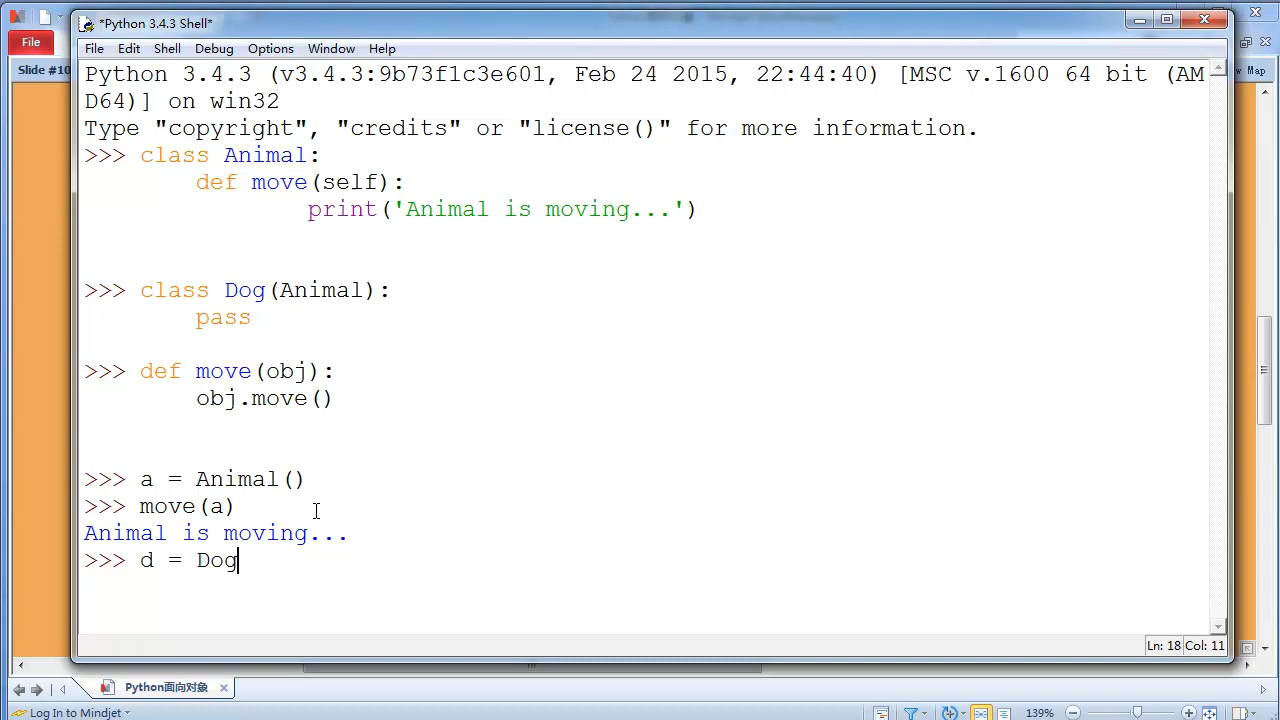 *Python 3.4.3 Shell*
File
File Edit Shell Debug Options Window Help
Slide #10
Map
Python 3.4.3 (v3.4.3:9b73f1c3e601, Feb 24 2015, 22:44:40) [MSC v.1600 64 bit (AM
D64)] on win32
Type "copyright", "credits" or "license()" for more information.
>>> class Animal:
def move(self):
print('Animal is moving...')
>>> class Dog(Animal):
pass
>>> def move(obj):
obj.move()
>>> a = Animal()
>>> move(a)
Animal is moving...
>>> d = Dog
Ln: 18 Col: 11
Python面向对象
Log In to Mindjet
139%